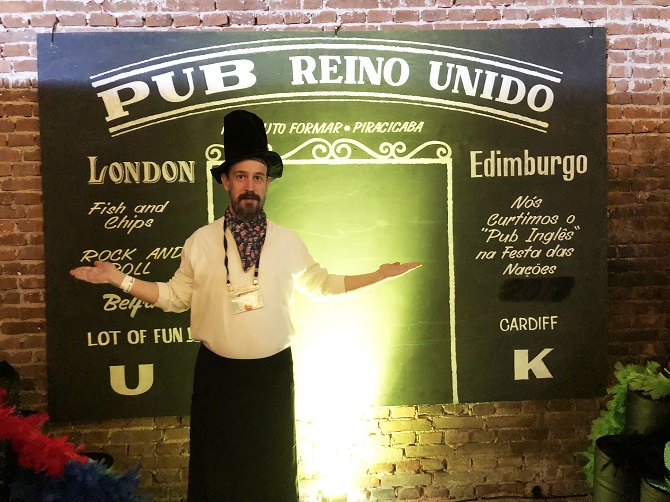 PUB REINO UNIDO
FORMAR • PIRACICABA
LONDON
Fish and
Chips
ROCK AND
ROLL
LOT OF FUN
U
Edimburgo
Nós
Curtimos o
"Pub Inglês"
na Festa das
Nações
CARDIFF
K